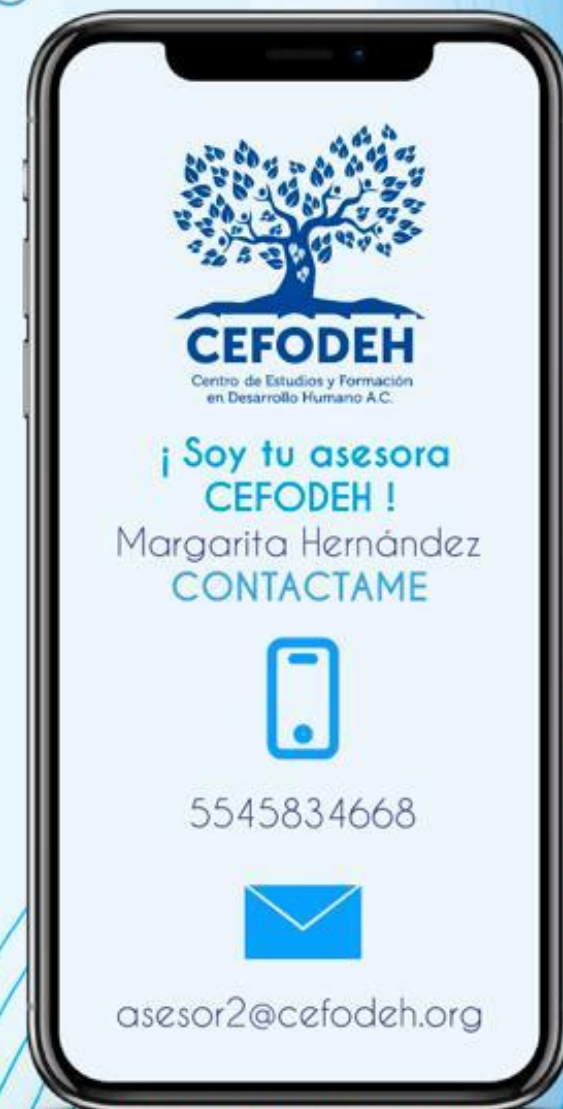 CEFODEH
Centro de Estudios y Formación
en Desarrollo Humano A.C.
¡ Soy tu asesora
CEFODEH !
Margarita Hernández
CONTACTAME
5545834668
asesor2@cefodeh.org